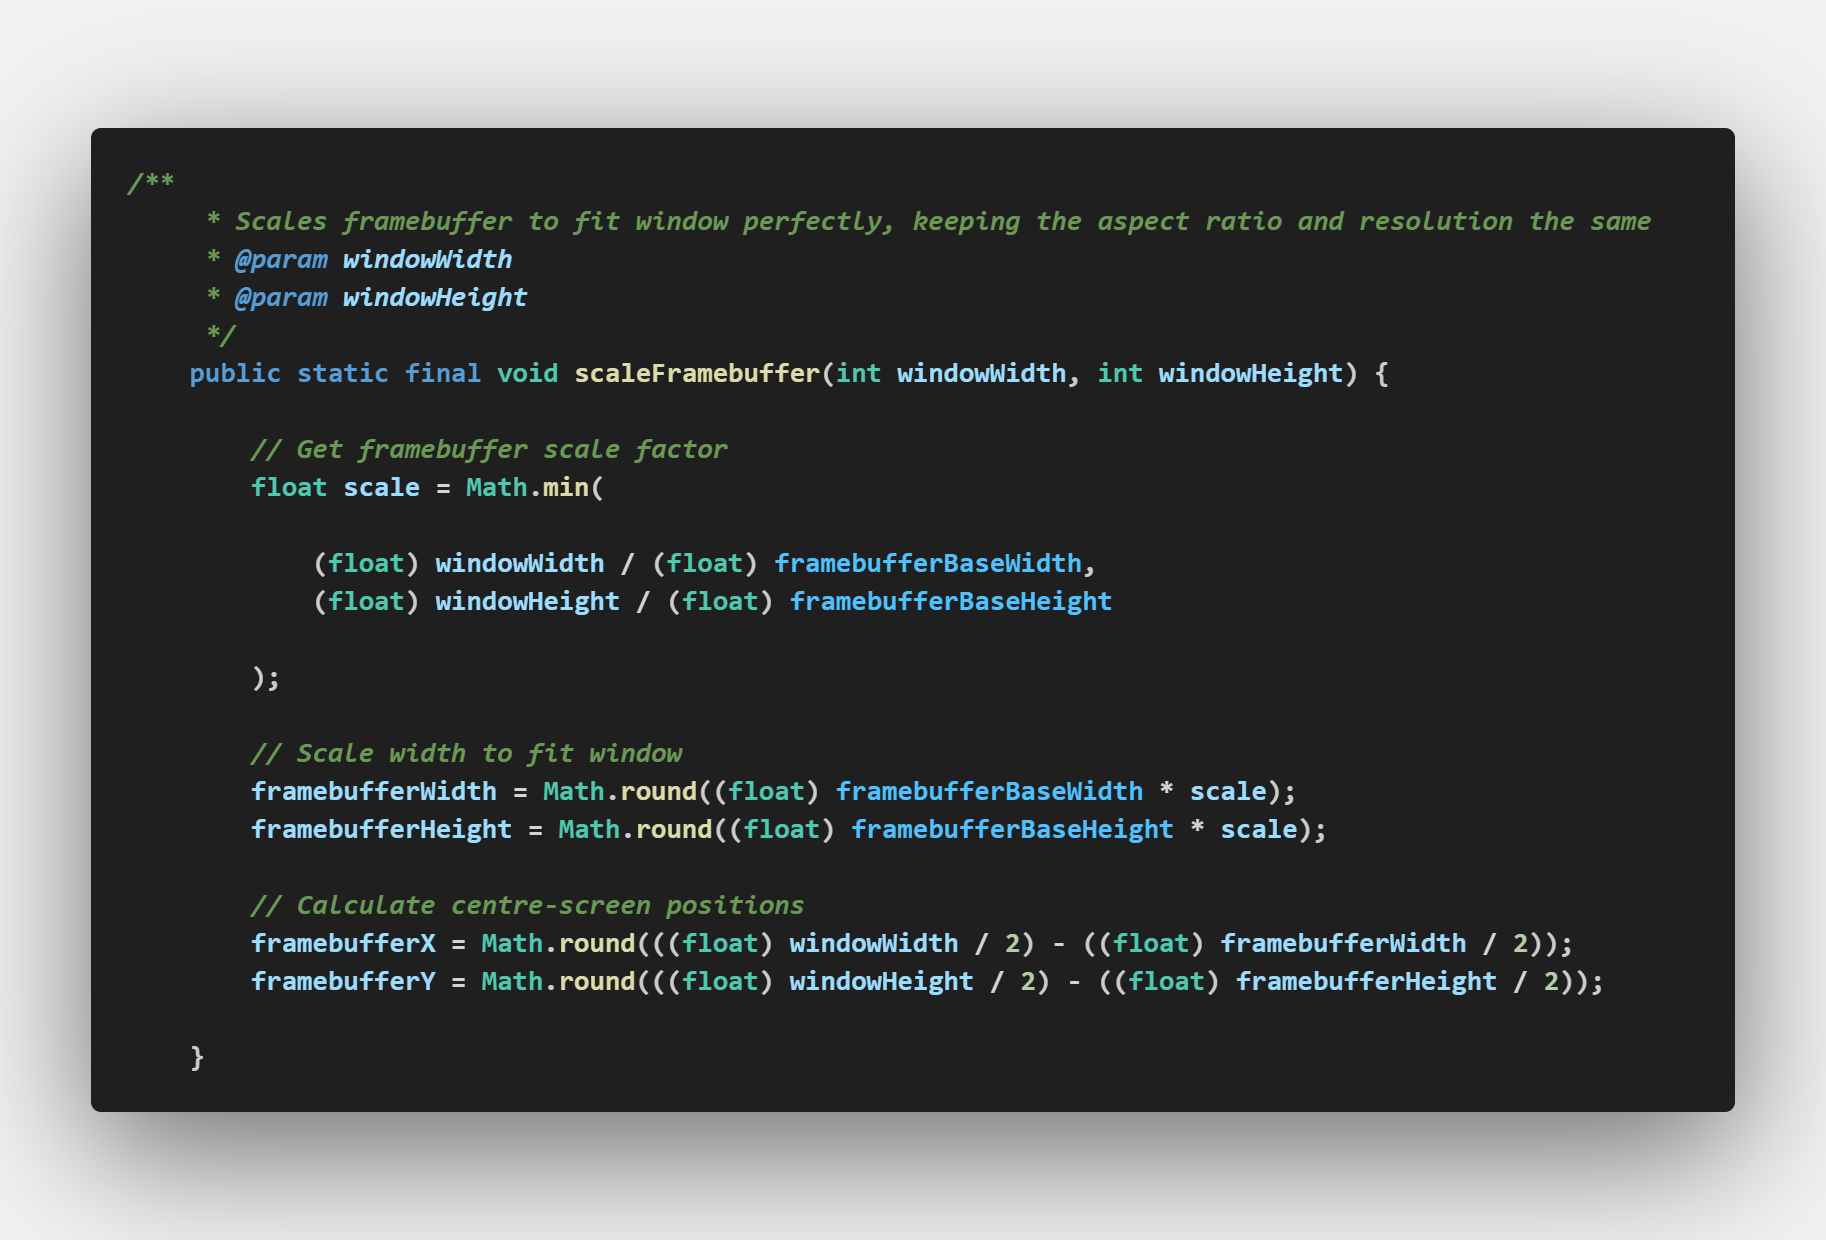 /**
 * Scales framebuffer to fit window perfectly, keeping the aspect ratio and resolution the same
 * @param windowWidth
 * @param windowHeight
 */
public static final void scaleFramebuffer(int windowWidth, int windowHeight) {
// Get framebuffer scale factor
float scale = Math.min(
(float) windowWidth / (float) framebufferBaseWidth,
(float) windowHeight / (float) framebufferBaseHeight
);
// Scale width to fit window
framebufferWidth = Math.round((float) framebufferBaseWidth * scale);
framebufferHeight = Math.round((float) framebufferBaseHeight * scale);
// Calculate centre-screen positions
framebufferX = Math.round(((float) windowWidth / 2) - ((float) framebufferWidth / 2));
framebufferY = Math.round(((float) windowHeight / 2) - ((float) framebufferHeight / 2));
}